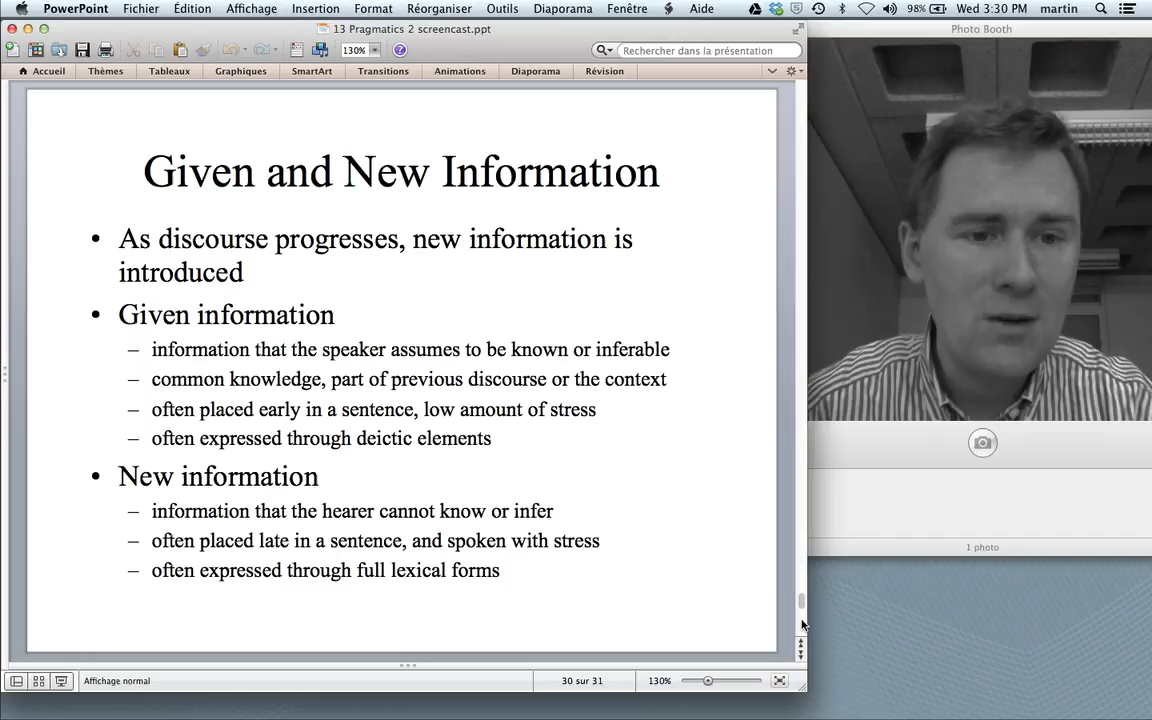 PowerPoint Fichier Édition Affichage Insertion Format Réorganiser Outils Diaporama Fenêtre Aide 98% Wed 3:30 PM martin
13 Pragmatics 2 screencast.ppt
Photo Booth
130%
Rechercher dans la présentation
Accueil Thèmes Tableaux Graphiques SmartArt Transitions Animations Diaporama Révision
Given and New Information
• As discourse progresses, new information is
introduced
• Given information
– information that the speaker assumes to be known or inferable
– common knowledge, part of previous discourse or the context
– often placed early in a sentence, low amount of stress
– often expressed through deictic elements
• New information
– information that the hearer cannot know or infer
– often placed late in a sentence, and spoken with stress
– often expressed through full lexical forms
1 photo
Affichage normal 30 sur 31 130%